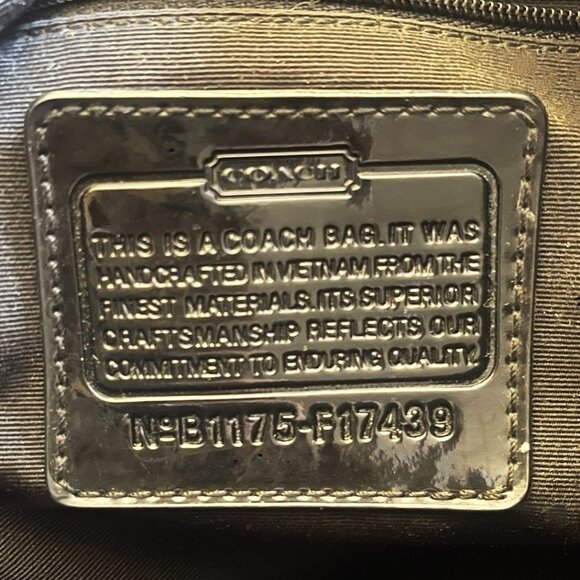 COACH
THIS IS A COACH BAG. IT WAS
HANDCRAFTED IN VIETNAM FROM THE
FINEST MATERIALS. ITS SUPERIOR
CRAFTSMANSHIP REFLECTS OUR
COMMITMENT TO ENDURING QUALITY.
NoB1175-F17439